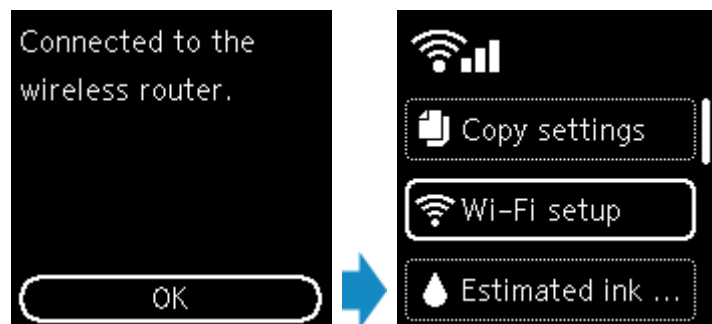 Connected to the
wireless router.
OK
Copy settings
Wi-Fi setup
Estimated ink ...